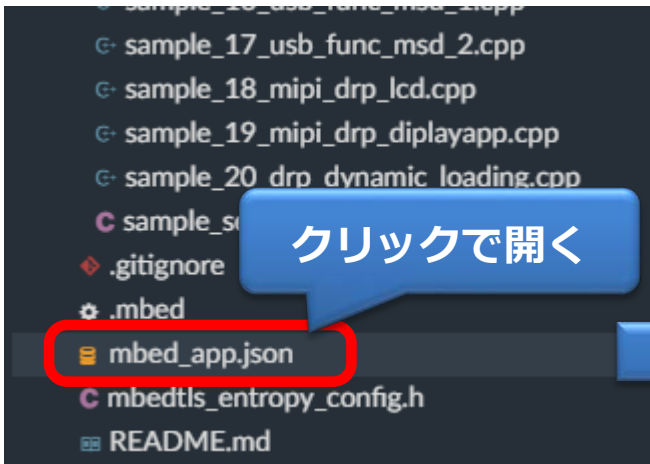 sample_17_usb_func_msd_2.cpp
sample_18_mipi_drp_lcd.cpp
sample_19_mipi_drp_diplayapp.cpp
sample_20_drp_dynamic_loading.cpp
C sample_se
クリックで開く
.gitignore
.mbed
mbed_app.json
C mbedtls_entropy_config.h
README.md